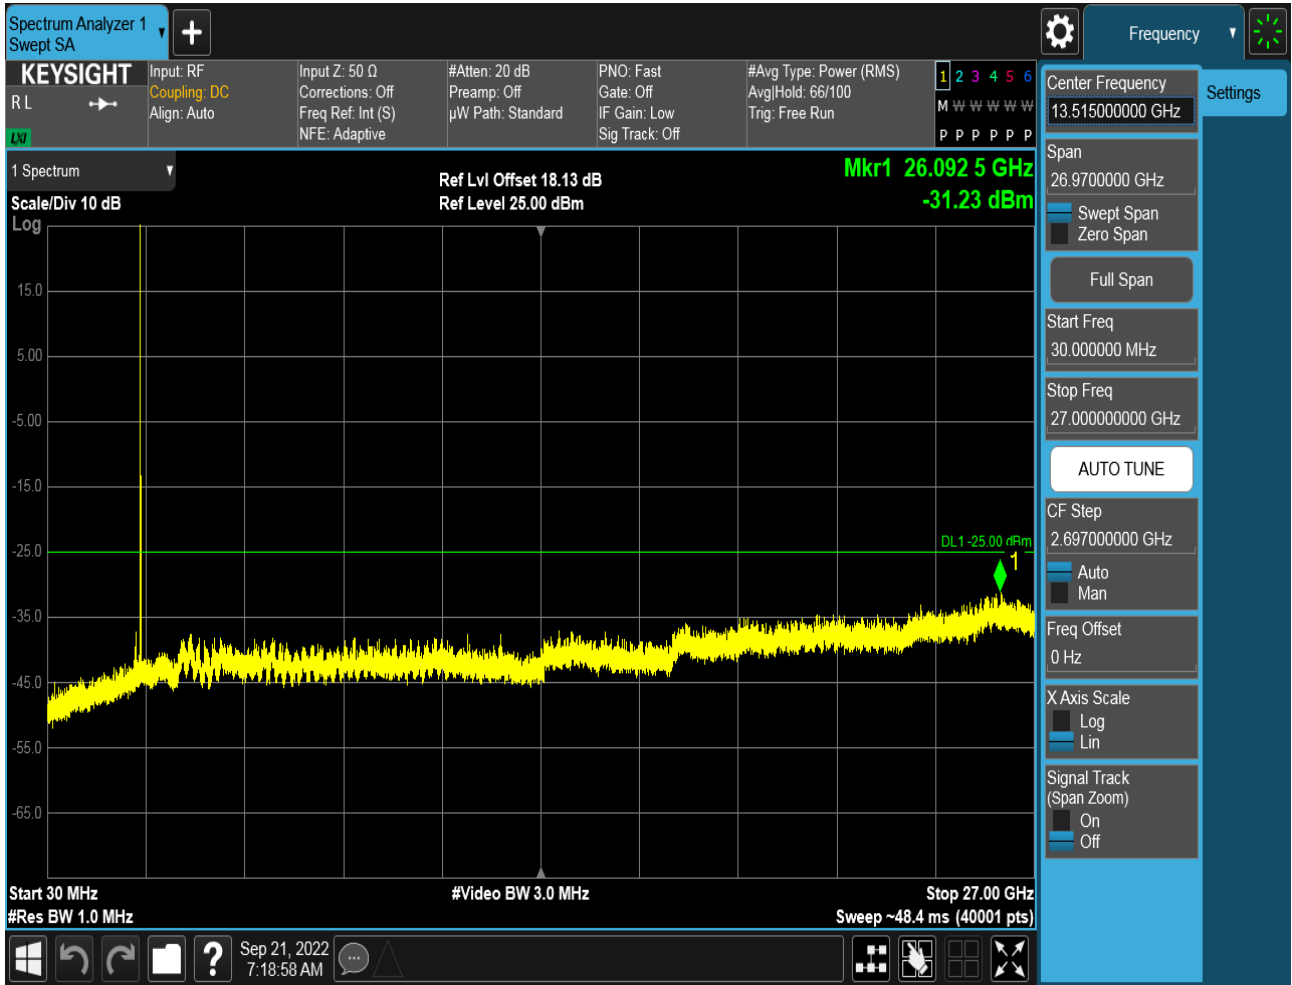 Spectrum Analyzer 1
Swept SA
Frequency
KEYSIGHT
R L
LXI
Input: RF
Coupling: DC
Align: Auto
Input Z: 50 Ω
Corrections: Off
Freq Ref: Int (S)
NFE: Adaptive
#Atten: 20 dB
Preamp: Off
µW Path: Standard
PNO: Fast
Gate: Off
IF Gain: Low
Sig Track: Off
#Avg Type: Power (RMS)
Avg|Hold: 66/100
Trig: Free Run
1 2 3 4 5 6
M W W W W W
P P P P P P
1 Spectrum
Scale/Div 10 dB
Log
Ref Lvl Offset 18.13 dB
Ref Level 25.00 dBm
Mkr1 26.092 5 GHz
-31.23 dBm
15.0
5.00
-5.00
-15.0
-25.0
-35.0
-45.0
-55.0
-65.0
DL1 -25.00 dBm
1
Start 30 MHz
#Res BW 1.0 MHz
#Video BW 3.0 MHz
Stop 27.00 GHz
Sweep ~48.4 ms (40001 pts)
Sep 21, 2022
7:18:58 AM
Center Frequency
13.515000000 GHz
Settings
Span
26.9700000 GHz
Swept Span
Zero Span
Full Span
Start Freq
30.000000 MHz
Stop Freq
27.000000000 GHz
AUTO TUNE
CF Step
2.697000000 GHz
Auto
Man
Freq Offset
0 Hz
X Axis Scale
Log
Lin
Signal Track
(Span Zoom)
On
Off